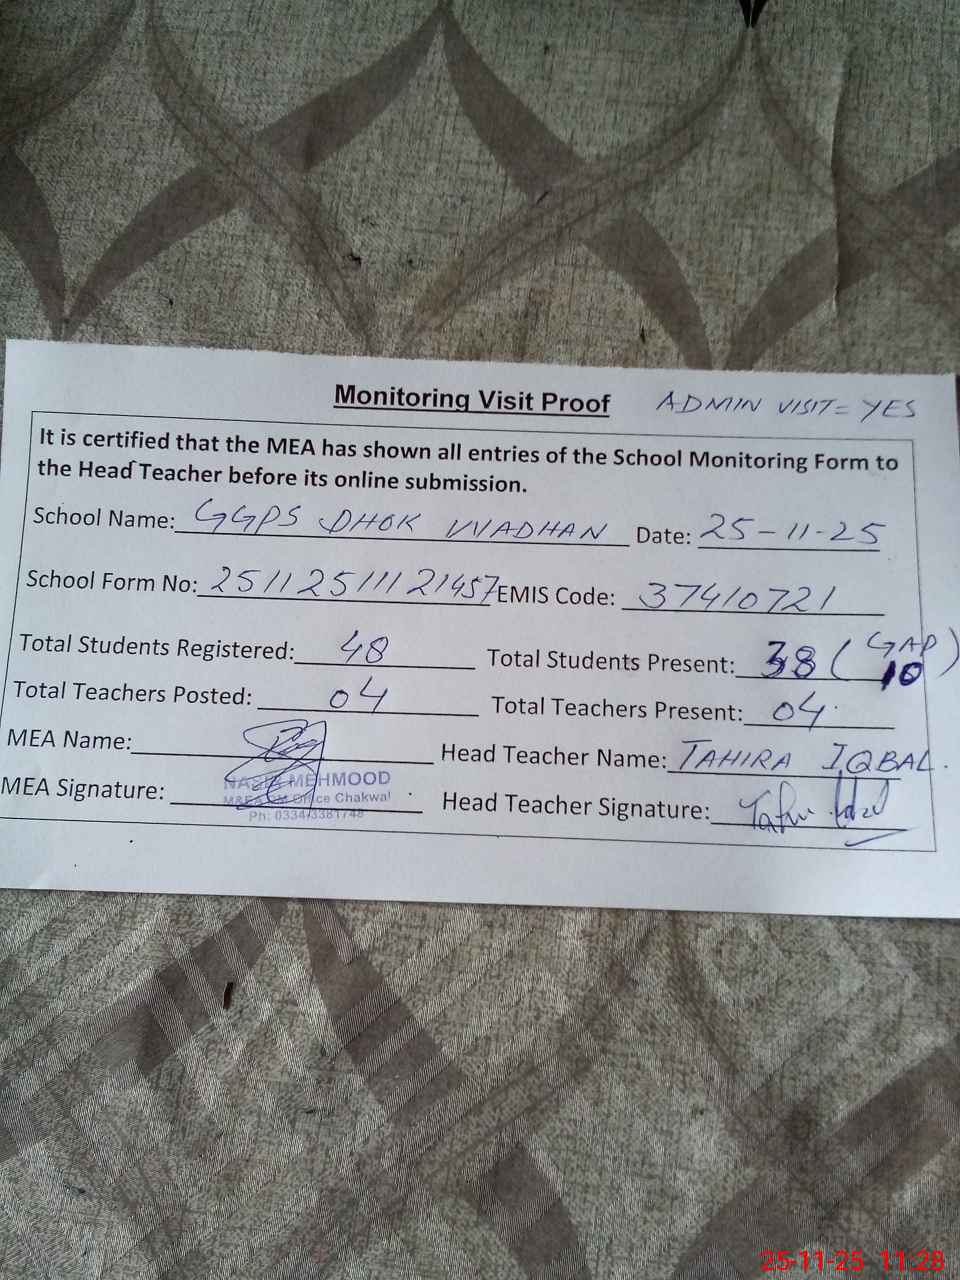 Monitoring Visit Proof ADMIN VISIT= YES
It is certified that the MEA has shown all entries of the School Monitoring Form to
the Head Teacher before its online submission.
School Name: GGPS DHOK WADHAN Date: 25-11-25
School Form No: 25112511121457 EMIS Code: 37410721
Total Students Registered: 48 Total Students Present: 38 (GAP 10)
Total Teachers Posted: 04 Total Teachers Present: 04
MEA Name: Head Teacher Name: TAHIRA IQBAL.
MEHMOOD
MEA Signature: Office Chakwal Head Teacher Signature:
Ph: 0334
25-11-25 11:28